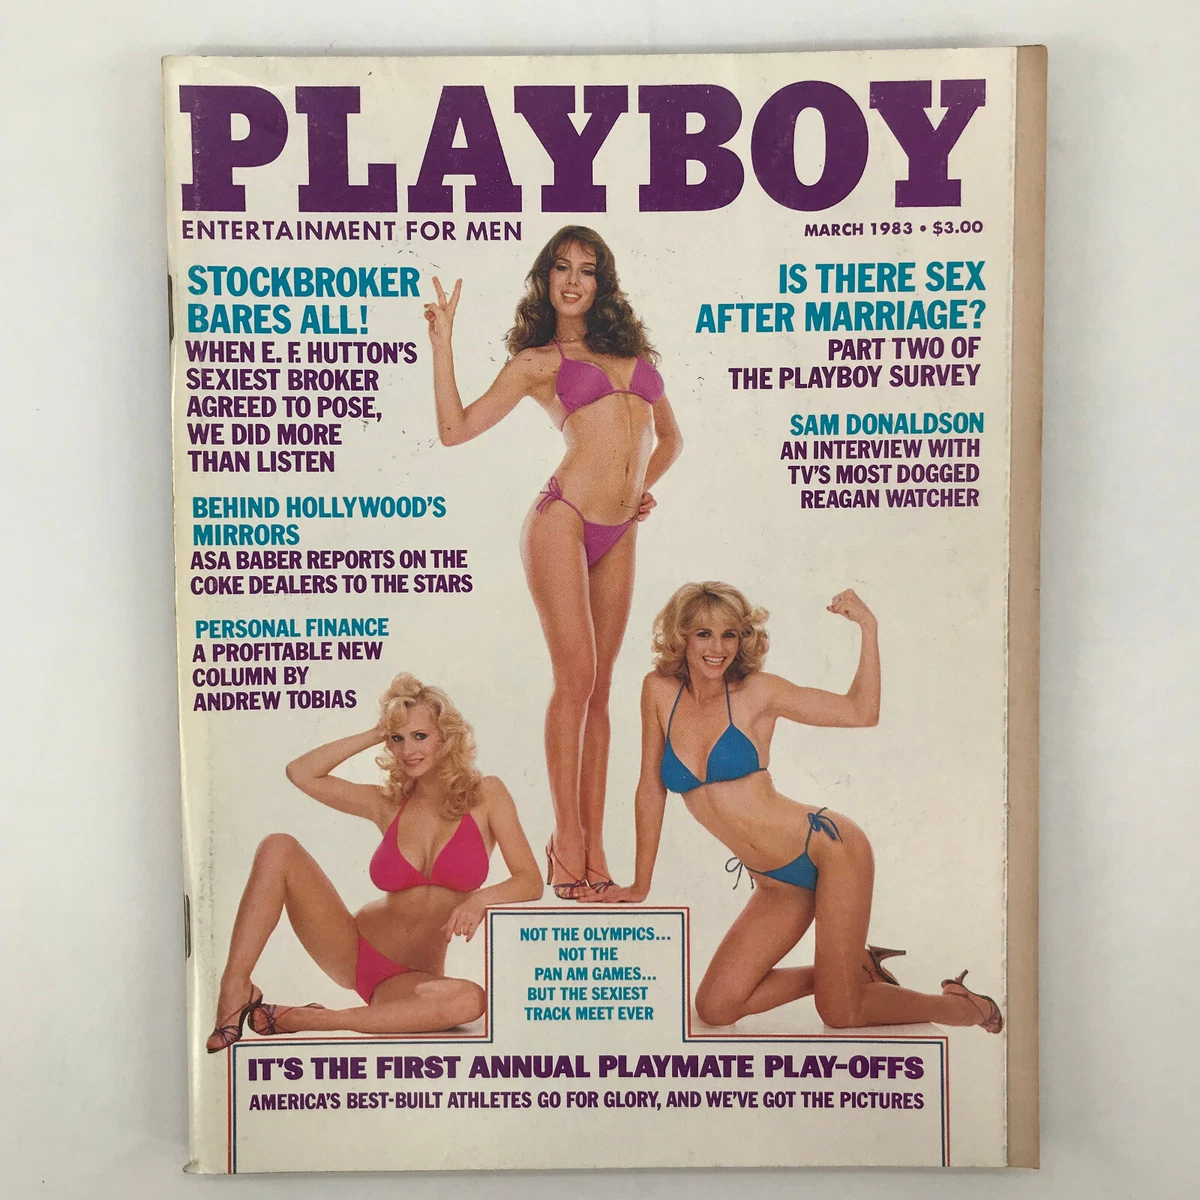 PLAYBOY
ENTERTAINMENT FOR MEN
MARCH 1983 • $3.00
STOCKBROKER
BARES ALL!
WHEN E. F. HUTTON'S
SEXIEST BROKER
AGREED TO POSE,
WE DID MORE
THAN LISTEN
BEHIND HOLLYWOOD'S
MIRRORS
ASA BABER REPORTS ON THE
COKE DEALERS TO THE STARS
PERSONAL FINANCE
A PROFITABLE NEW
COLUMN BY
ANDREW TOBIAS
IS THERE SEX
AFTER MARRIAGE?
PART TWO OF
THE PLAYBOY SURVEY
SAM DONALDSON
AN INTERVIEW WITH
TV'S MOST DOGGED
REAGAN WATCHER
NOT THE OLYMPICS...
NOT THE
PAN AM GAMES...
BUT THE SEXIEST
TRACK MEET EVER
IT'S THE FIRST ANNUAL PLAYMATE PLAY-OFFS
AMERICA'S BEST-BUILT ATHLETES GO FOR GLORY, AND WE'VE GOT THE PICTURES